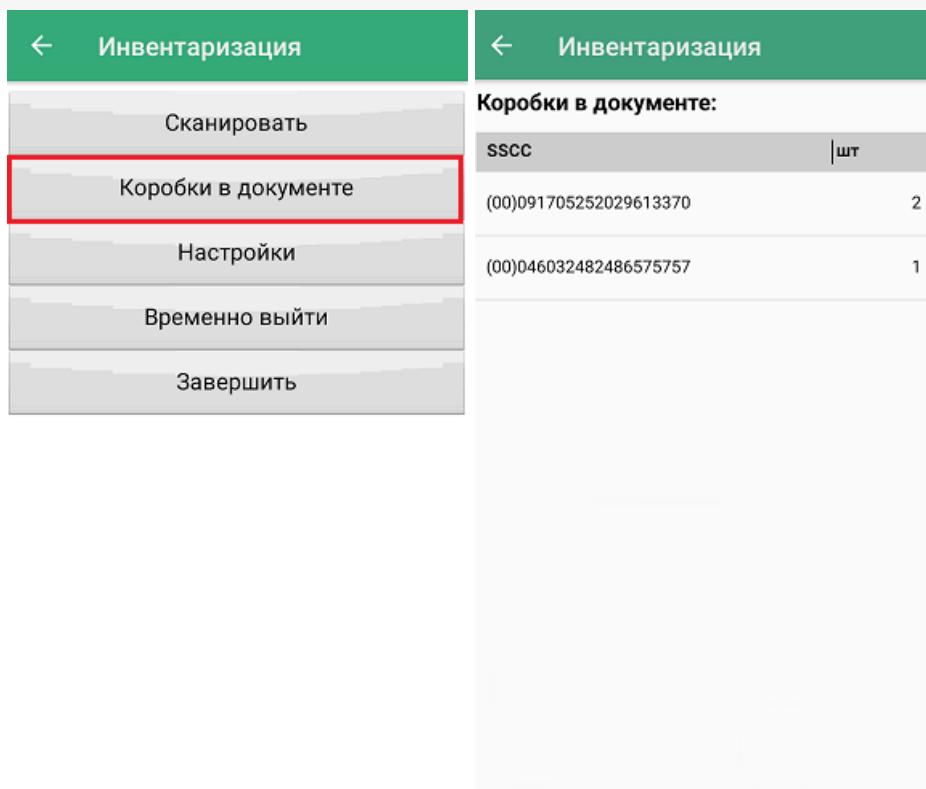 Инвентаризация
Сканировать
Коробки в документе
Настройки
Временно выйти
Завершить
Инвентаризация
Коробки в документе:
SSCC шт
(00)091705252029613370 2
(00)046032482486575757 1